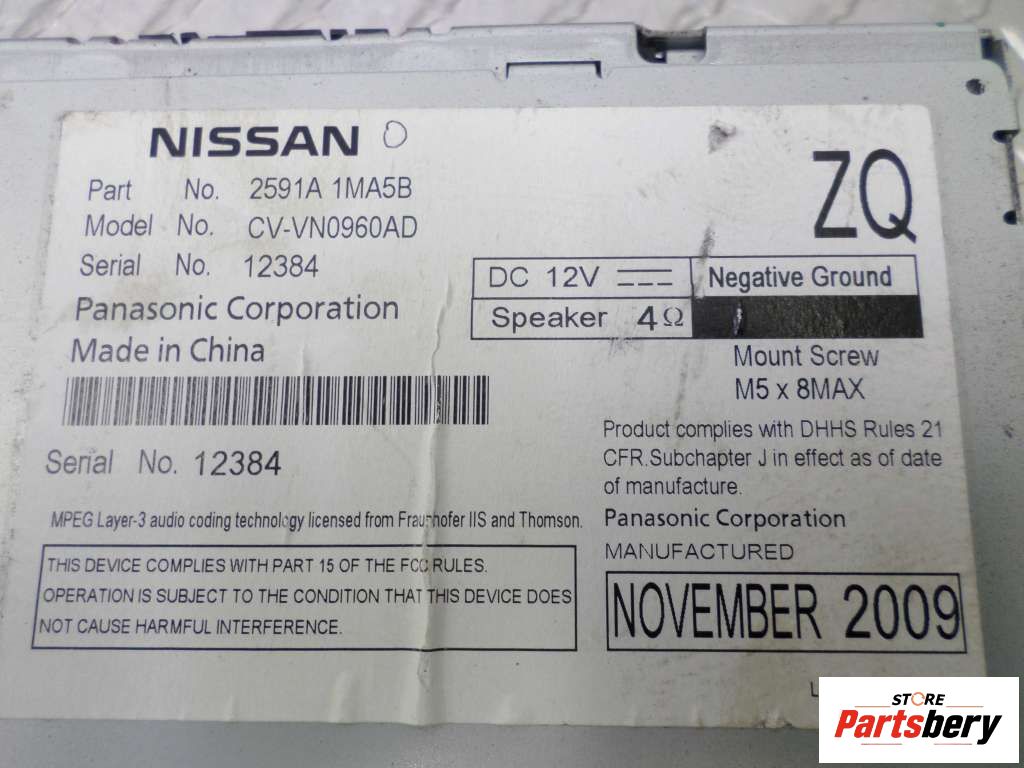 NISSAN O
ZQ
Part No. 2591A 1MA5B
Model No. CV-VN0960AD
Serial No. 12384
Panasonic Corporation
Made in China
DC 12V
Negative Ground
Speaker 4Ω
Mount Screw
M5 x 8MAX
Serial No. 12384
Product complies with DHHS Rules 21
CFR.Subchapter J in effect as of date
of manufacture.
Panasonic Corporation
MANUFACTURED
NOVEMBER 2009
MPEG Layer-3 audio coding technology licensed from Fraunhofer IIS and Thomson.
THIS DEVICE COMPLIES WITH PART 15 OF THE FCC RULES.
OPERATION IS SUBJECT TO THE CONDITION THAT THIS DEVICE DOES
NOT CAUSE HARMFUL INTERFERENCE.
STORE
Partsbery